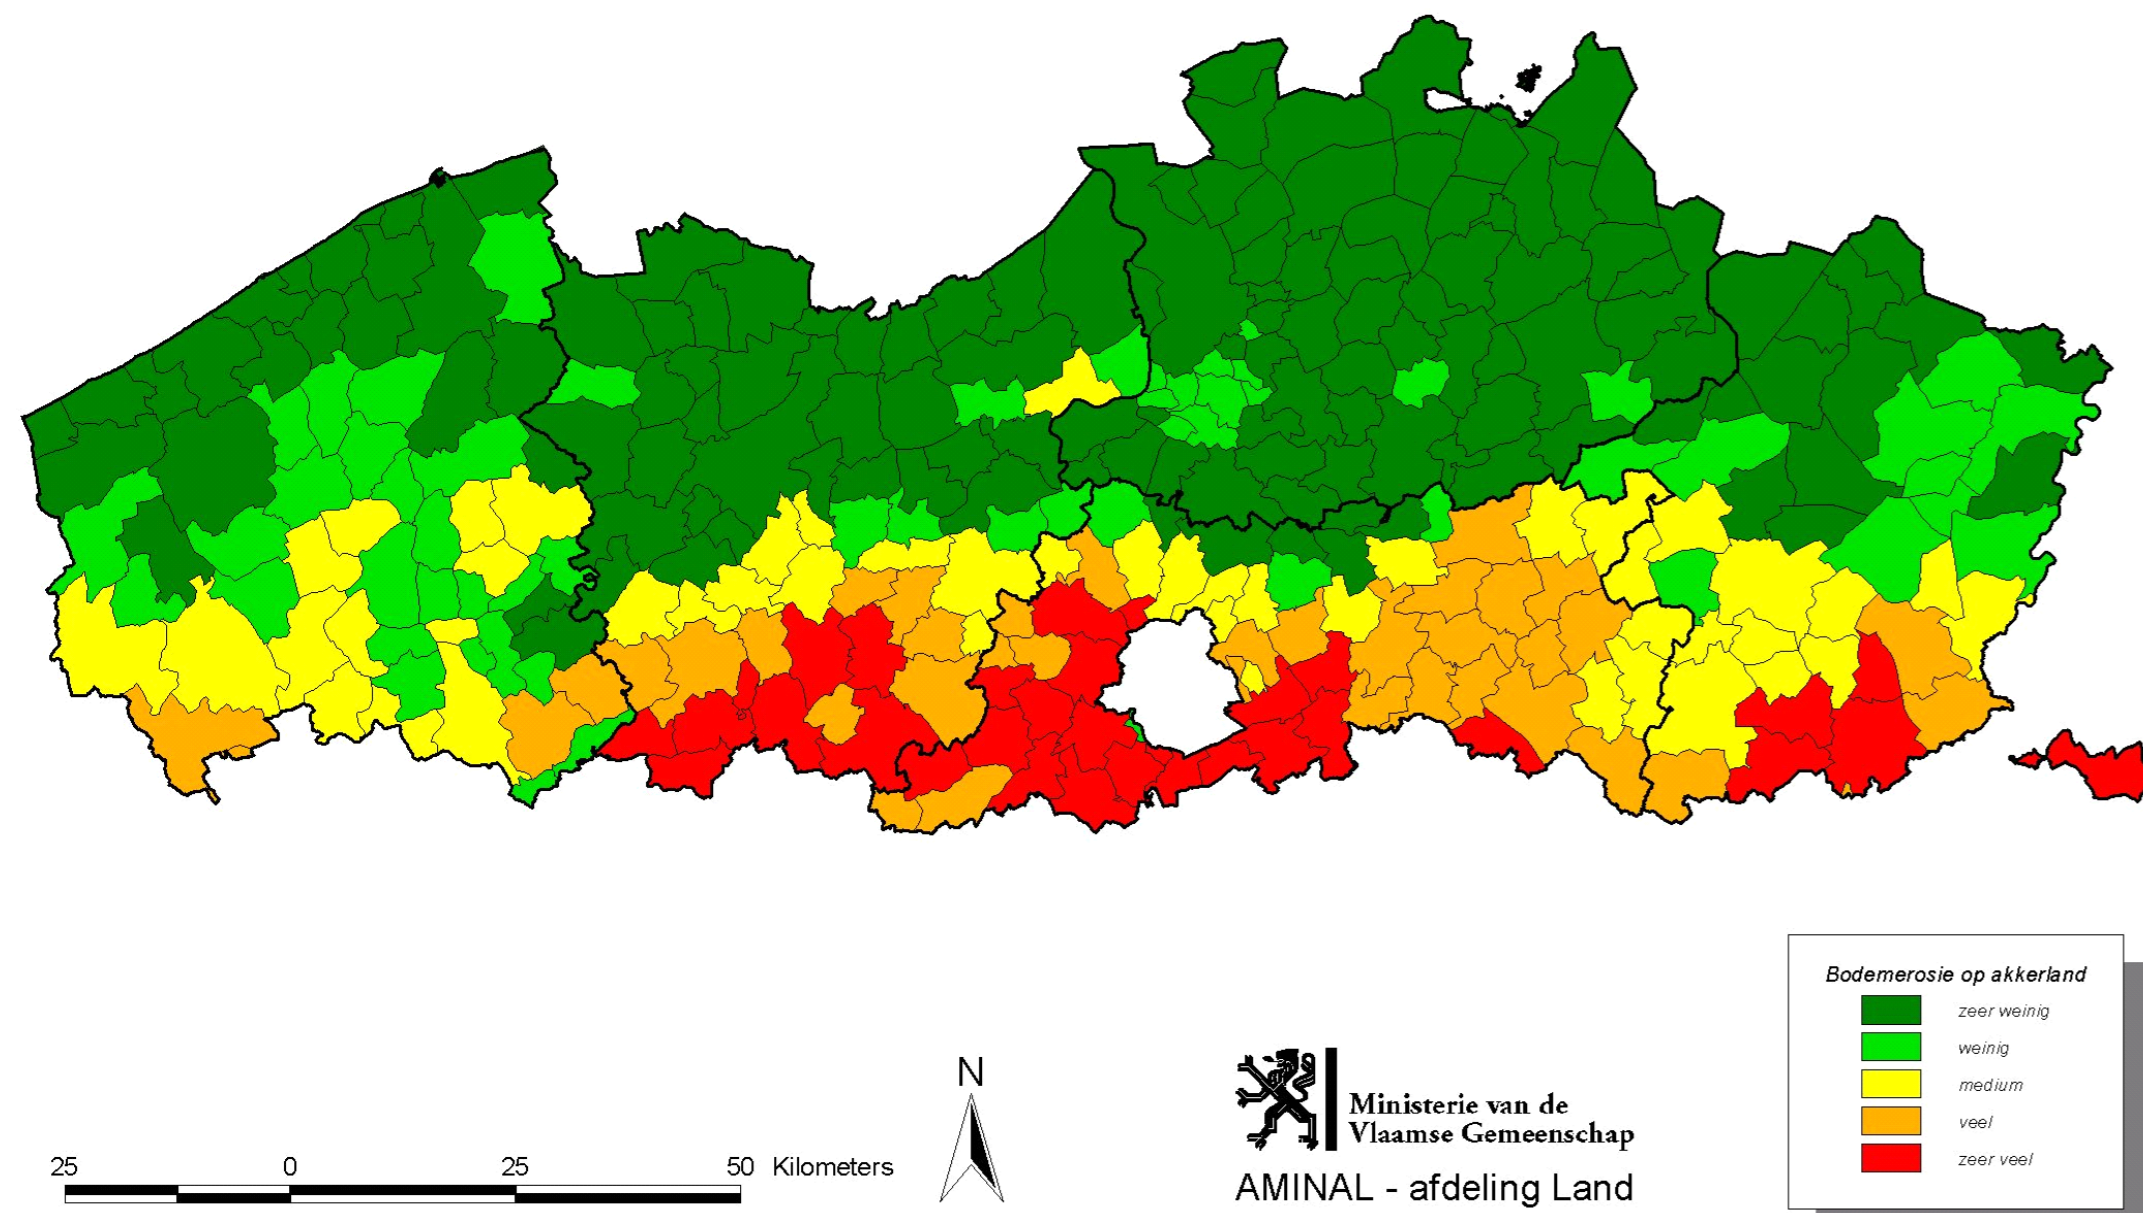 Bodemerosie op akkerland
zeer weinig
weinig
medium
veel
zeer veel
N
25 0 25 50 Kilometers
Ministerie van de
Vlaamse Gemeenschap
AMINAL - afdeling Land